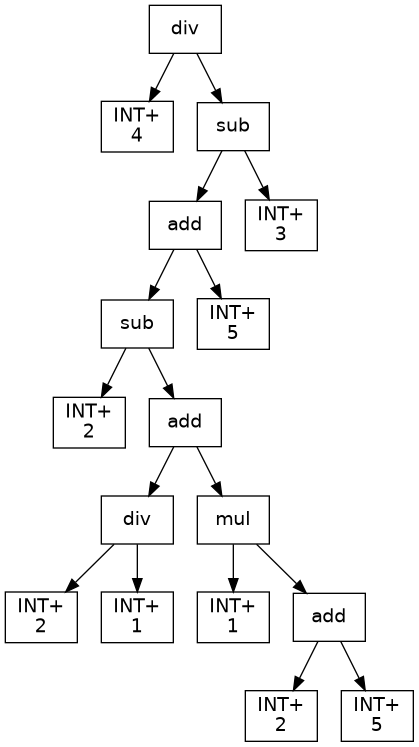 div
INT+
4
sub
add
INT+
3
sub
INT+
5
INT+
2
add
div
mul
INT+
2
INT+
1
INT+
1
add
INT+
2
INT+
5